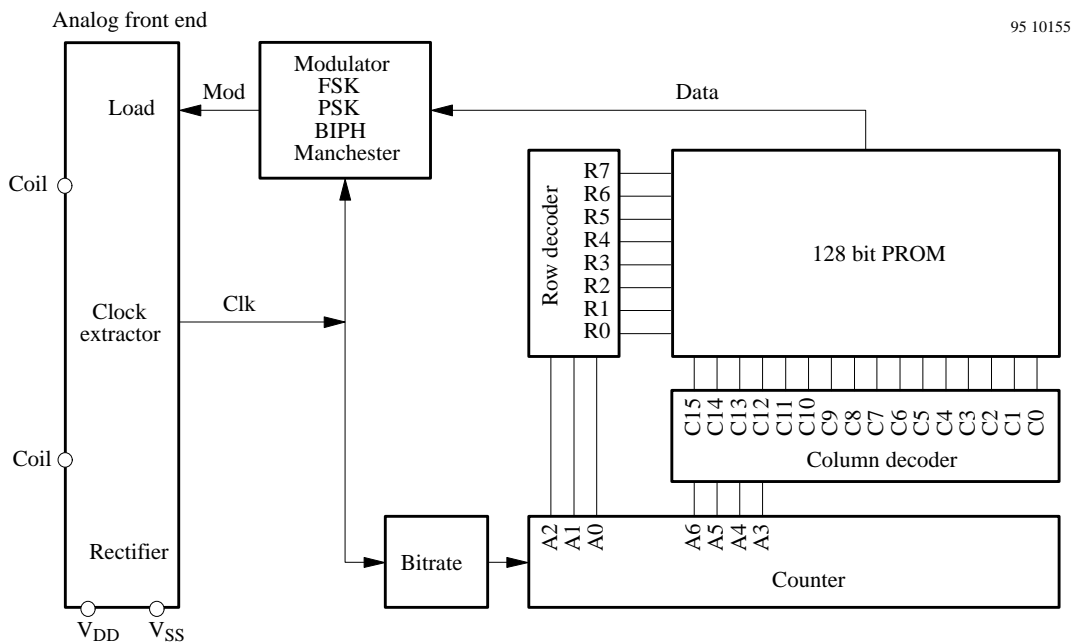 Analog front end
95 10155
Modulator
FSK
PSK
BIPH
Manchester
Mod
Load
Data
Coil
Row decoder
R7
R6
R5
R4
R3
R2
R1
R0
128 bit PROM
Clk
Clock
extractor
C15 C14 C13 C12 C11 C10 C9 C8 C7 C6 C5 C4 C3 C2 C1 C0
Column decoder
Coil
A2 A1 A0 A6 A5 A4 A3
Rectifier
Bitrate
Counter
VDD VSS